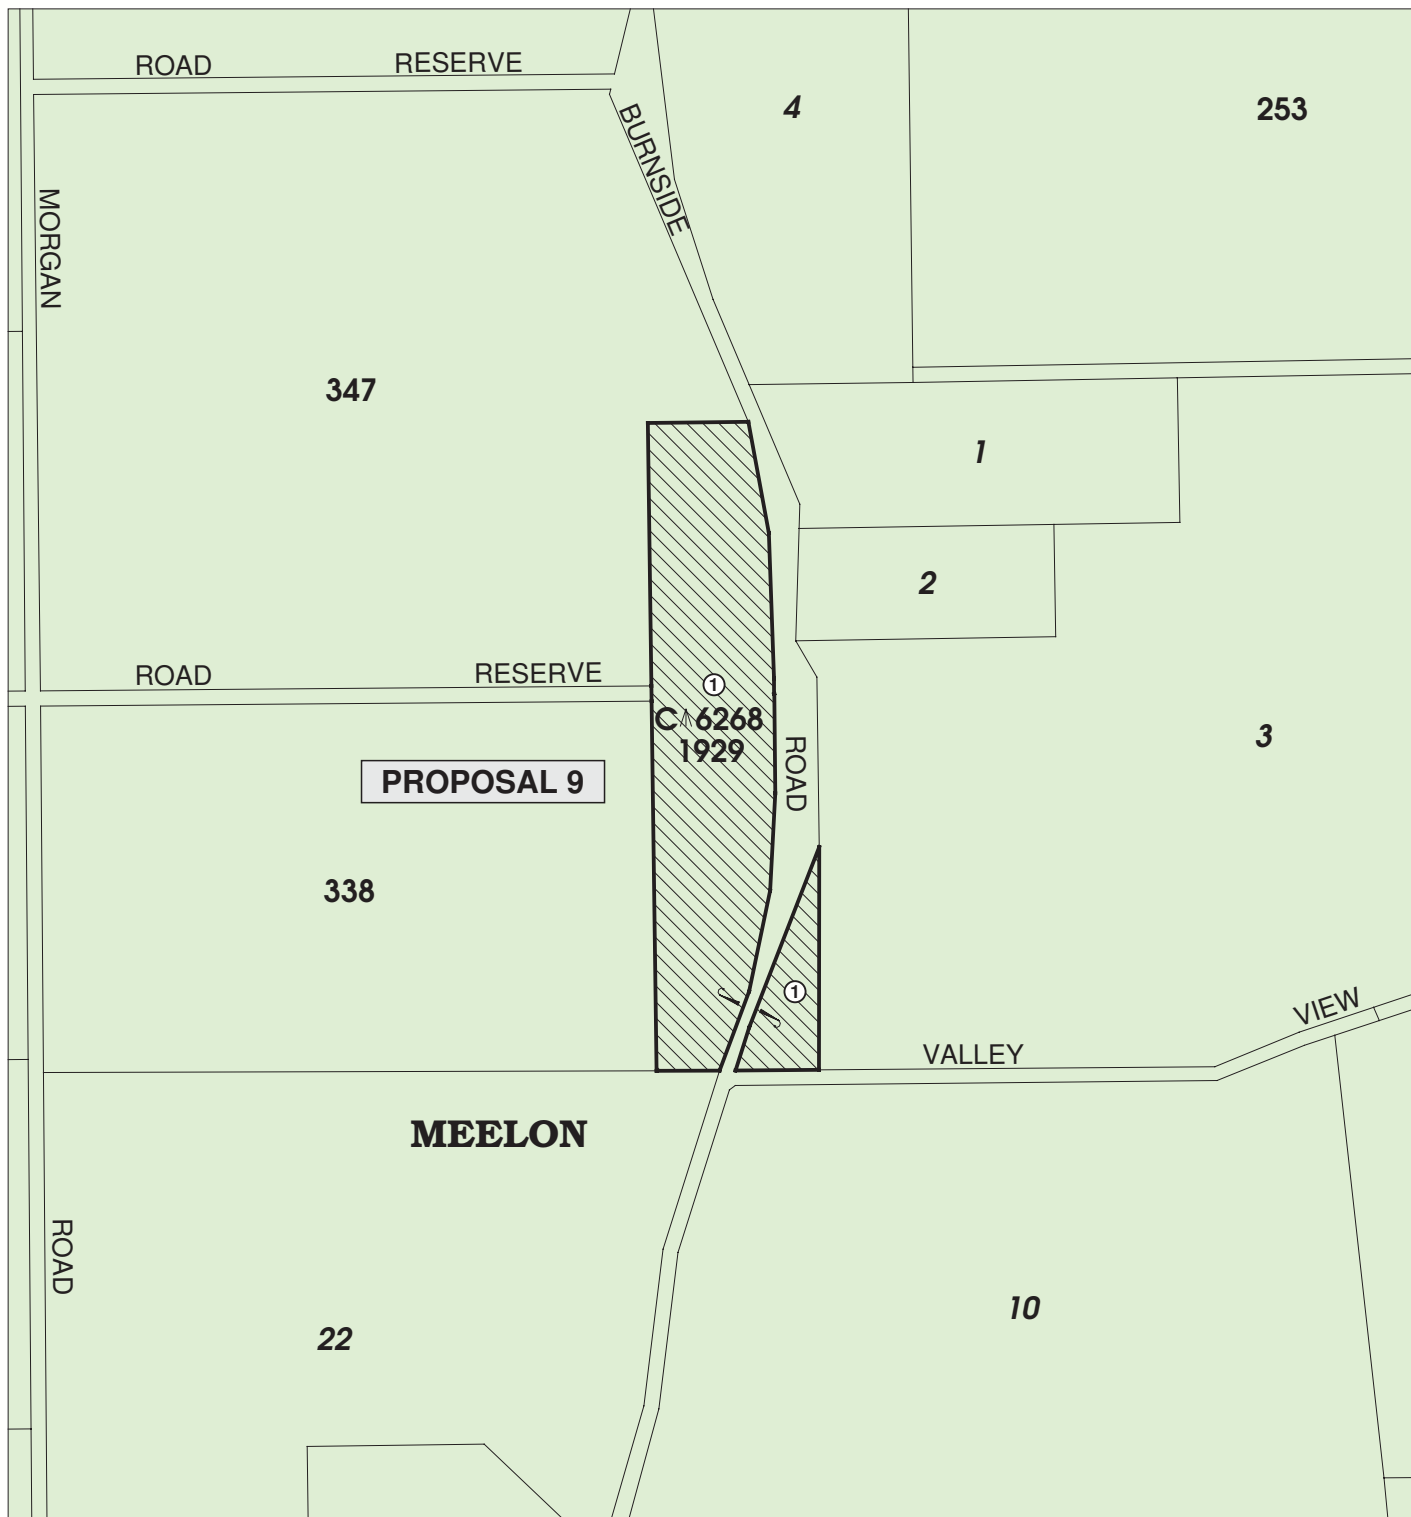 ROAD RESERVE
4
253
BURNSIDE
MORGAN
347
1
2
ROAD RESERVE
1
C 6268
1929
ROAD
3
PROPOSAL 9
338
1
VIEW
VALLEY
MEELON
ROAD
10
22